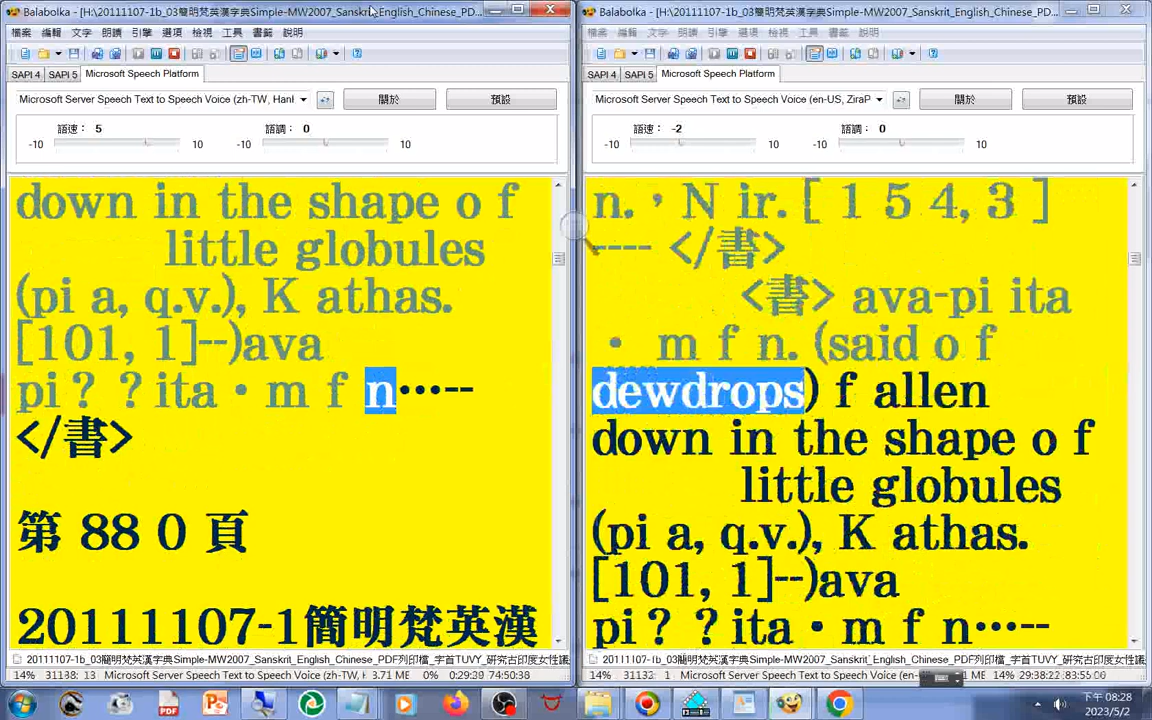 Balabolka - [H:\20111107-1b_03簡明梵英漢字典Simple-MW2007_Sanskrit_English_Chinese_PD...
檔案 編輯 文字 朗讀 引擎 選項 檢視 工具 書籤 說明
SAPI 4 SAPI 5 Microsoft Speech Platform
Microsoft Server Speech Text to Speech Voice (zh-TW, Hanl
關於 預設
語速： 5 語調： 0
-10 10 -10 10
down in the shape o f
little globules
(pi a, q.v.), K athas.
[101, 1]--)ava
pi ? ? ita · m f n…--
</書>
第 88 0 頁
20111107-1簡明梵英漢
20111107-1b_03簡明梵英漢字典Simple-MW2007_Sanskrit_English_Chinese_PDF列印檔_字首TUVY_研究古印度女性議
14% 31138: 13 Microsoft Speech Platform Microsoft Server Speech Text to Speech Voice (zh-TW, H 3.71 ME 0% 0:29:39 74:50:38
Balabolka - [H:\20111107-1b_03簡明梵英漢字典Simple-MW2007_Sanskrit_English_Chinese_PD...
檔案 編輯 文字 朗讀 引擎 選項 檢視 工具 書籤 說明
SAPI 4 SAPI 5 Microsoft Speech Platform
Microsoft Server Speech Text to Speech Voice (en-US, ZiraP
關於 預設
語速： -2 語調： 0
-10 10 -10 10
n. , N ir. [ 1 5 4, 3 ]
---- </書>
<書> ava-pi ita
· m f n. (said o f
dewdrops) f allen
down in the shape o f
little globules
(pi a, q.v.), K athas.
[101, 1]--)ava
pi ? ? ita · m f n…--
20111107-1b_03簡明梵英漢字典Simple-MW2007_Sanskrit_English_Chinese_PDF列印檔_字首TUVY_研究古印度女性議
14% 31132: 1 Microsoft Speech Platform Microsoft Server Speech Text to Speech Voice (en- 1 ME 14% 29:38:22 83:55:00
下午 08:28
2023/5/2